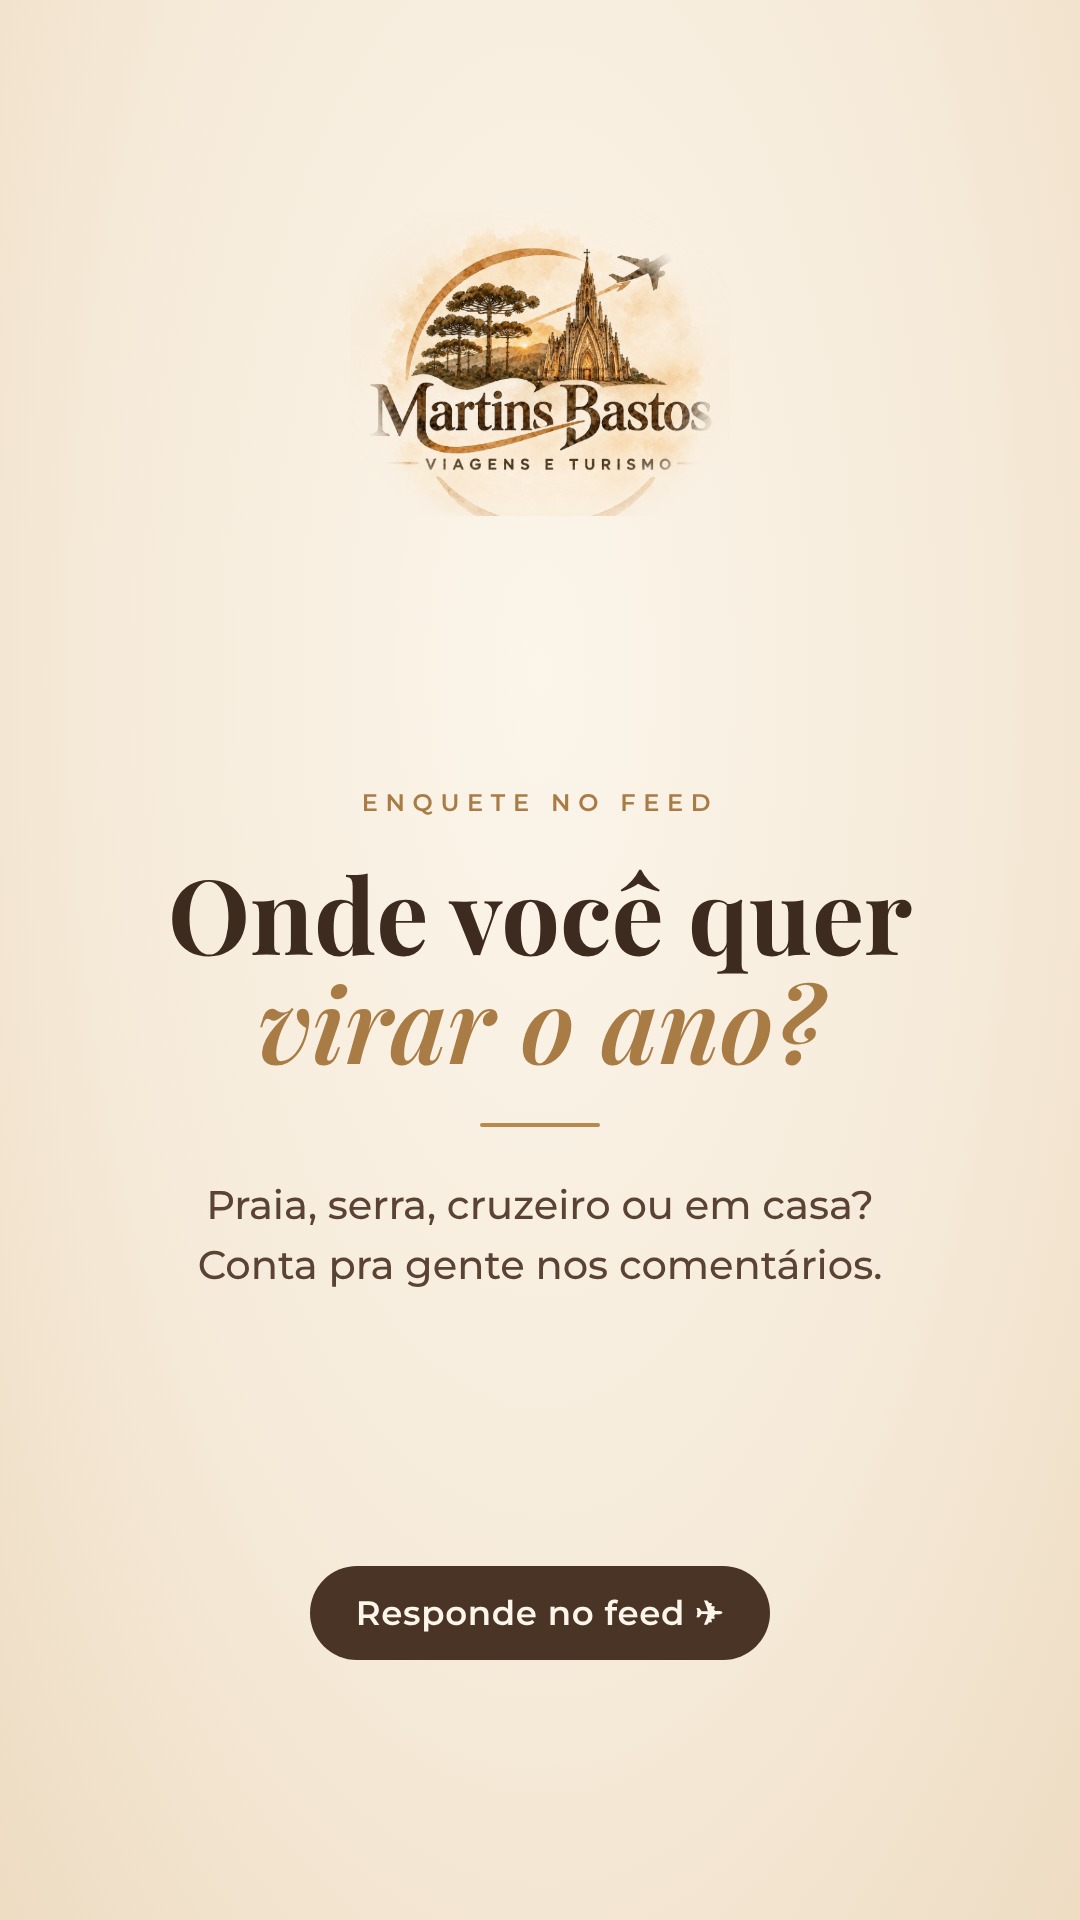 Martins Bastos
VIAGENS E TURISMO
ENQUETE NO FEED
Onde você quer
virar o ano?
Praia, serra, cruzeiro ou em casa?
Conta pra gente nos comentários.
Responde no feed ✈